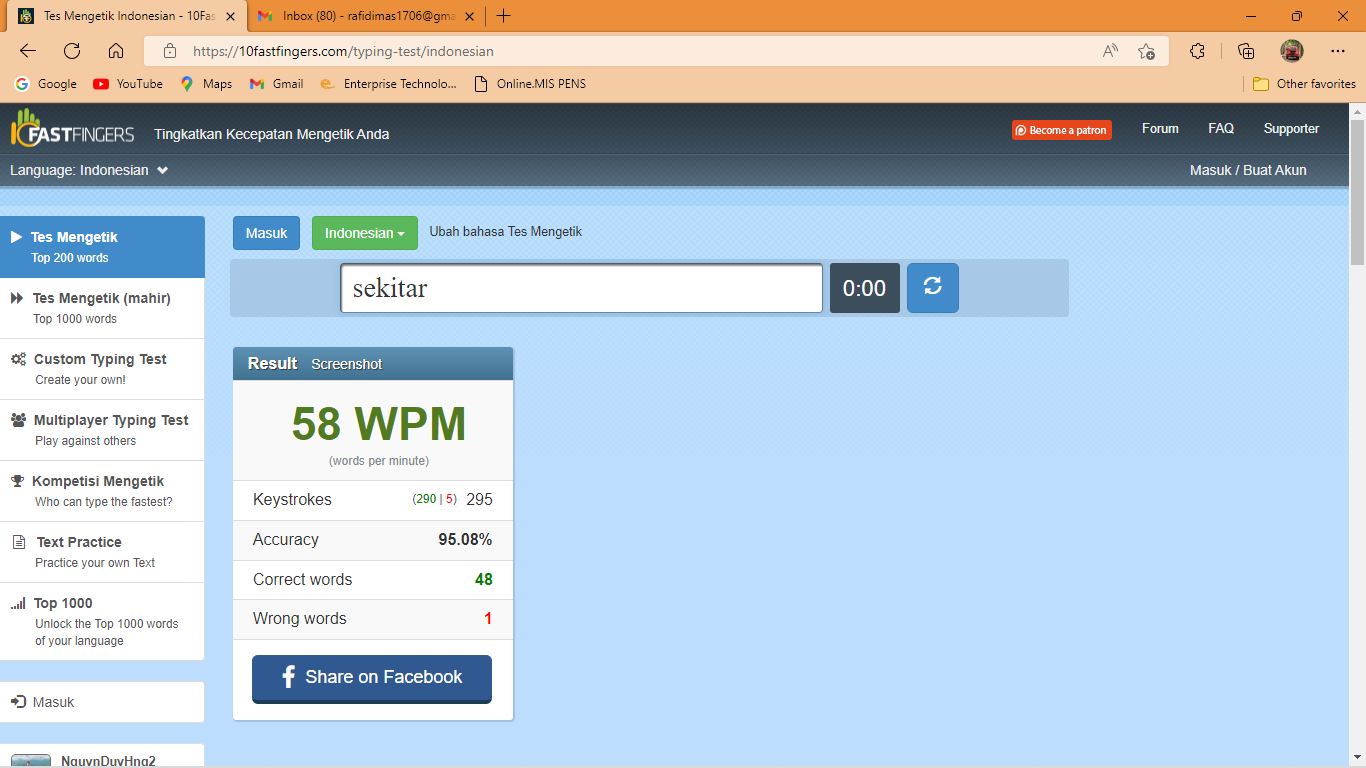 Tes Mengetik Indonesian - 10Fas
Inbox (80) - rafidimas1706@gma
https://10fastfingers.com/typing-test/indonesian
Google YouTube Maps Gmail Enterprise Technolo... Online.MIS PENS Other favorites
10FASTFINGERS Tingkatkan Kecepatan Mengetik Anda Become a patron Forum FAQ Supporter
Language: Indonesian Masuk / Buat Akun
Tes Mengetik
Top 200 words
Tes Mengetik (mahir)
Top 1000 words
Custom Typing Test
Create your own!
Multiplayer Typing Test
Play against others
Kompetisi Mengetik
Who can type the fastest?
Text Practice
Practice your own Text
Top 1000
Unlock the Top 1000 words
of your language
Masuk
NguynDuyHng2
Masuk Indonesian Ubah bahasa Tes Mengetik
sekitar 0:00
Result Screenshot
58 WPM
(words per minute)
Keystrokes (290 | 5) 295
Accuracy 95.08%
Correct words 48
Wrong words 1
Share on Facebook